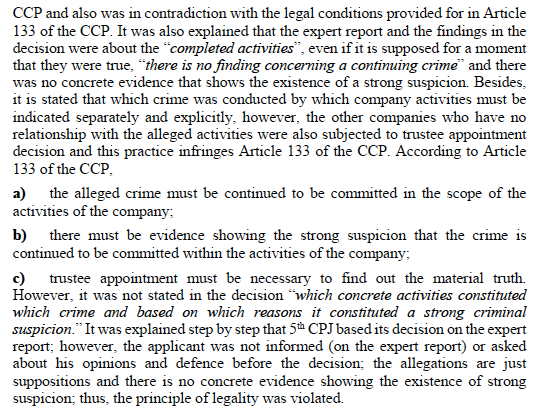 CCP and also was in contradiction with the legal conditions provided for in Article
133 of the CCP. It was also explained that the expert report and the findings in the
decision were about the “completed activities”, even if it is supposed for a moment
that they were true, “there is no finding concerning a continuing crime” and there
was no concrete evidence that shows the existence of a strong suspicion. Besides,
it is stated that which crime was conducted by which company activities must be
indicated separately and explicitly, however, the other companies who have no
relationship with the alleged activities were also subjected to trustee appointment
decision and this practice infringes Article 133 of the CCP. According to Article
133 of the CCP,
a) the alleged crime must be continued to be committed in the scope of the
activities of the company;
b) there must be evidence showing the strong suspicion that the crime is
continued to be committed within the activities of the company;
c) trustee appointment must be necessary to find out the material truth.
However, it was not stated in the decision “which concrete activities constituted
which crime and based on which reasons it constituted a strong criminal
suspicion.” It was explained step by step that 5th CPJ based its decision on the expert
report; however, the applicant was not informed (on the expert report) or asked
about his opinions and defence before the decision; the allegations are just
suppositions and there is no concrete evidence showing the existence of strong
suspicion; thus, the principle of legality was violated.